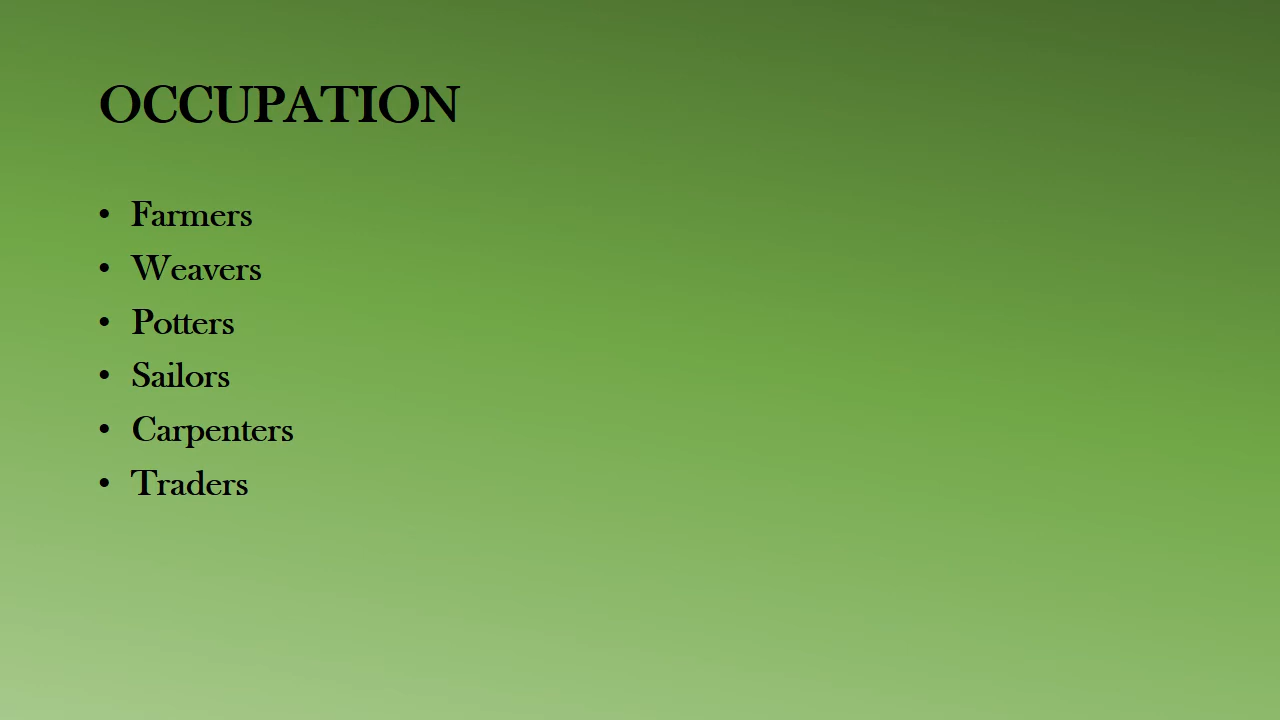 OCCUPATION
• Farmers
• Weavers
• Potters
• Sailors
• Carpenters
• Traders